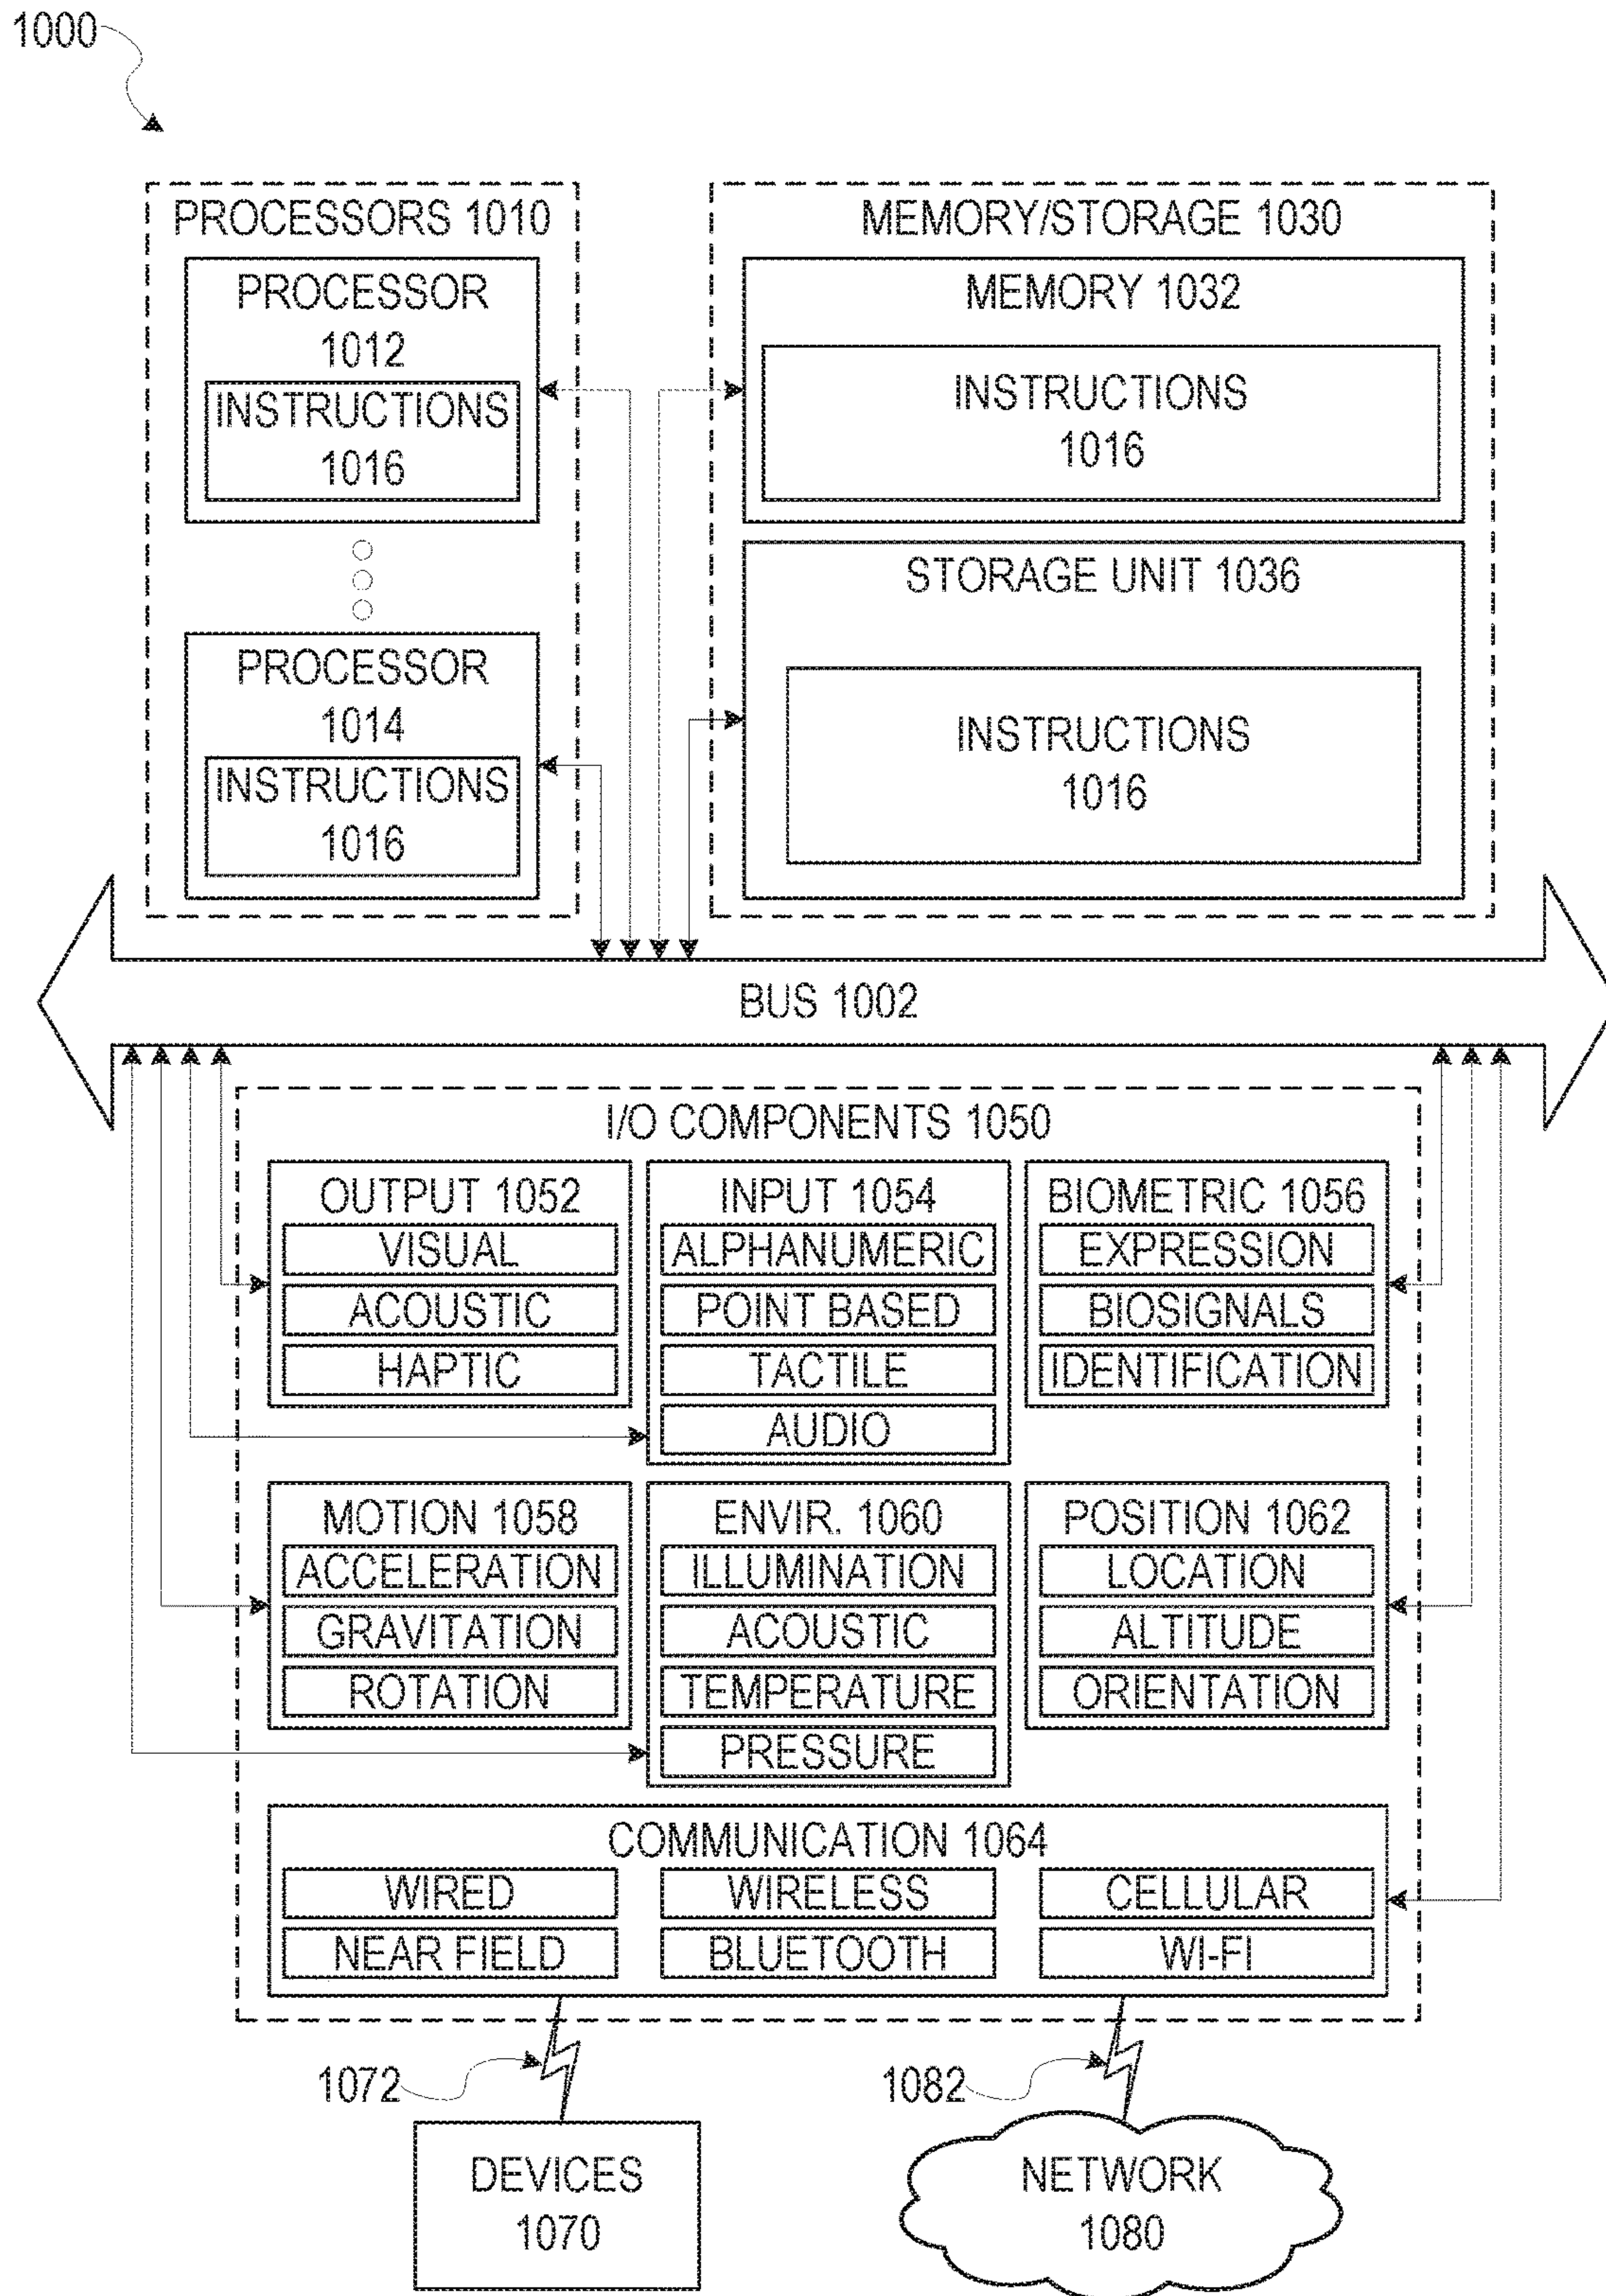 1000
PROCESSORS 1010
PROCESSOR
1012
INSTRUCTIONS
1016
PROCESSOR
1014
INSTRUCTIONS
1016
MEMORY/STORAGE 1030
MEMORY 1032
INSTRUCTIONS
1016
STORAGE UNIT 1036
INSTRUCTIONS
1016
BUS 1002
I/O COMPONENTS 1050
OUTPUT 1052
VISUAL
ACOUSTIC
HAPTIC
INPUT 1054
ALPHANUMERIC
POINT BASED
TACTILE
AUDIO
BIOMETRIC 1056
EXPRESSION
BIOSIGNALS
IDENTIFICATION
MOTION 1058
ACCELERATION
GRAVITATION
ROTATION
ENVIR. 1060
ILLUMINATION
ACOUSTIC
TEMPERATURE
PRESSURE
POSITION 1062
LOCATION
ALTITUDE
ORIENTATION
COMMUNICATION 1064
WIRED
WIRELESS
CELLULAR
NEAR FIELD
BLUETOOTH
WI-FI
1072
1082
DEVICES
1070
NETWORK
1080